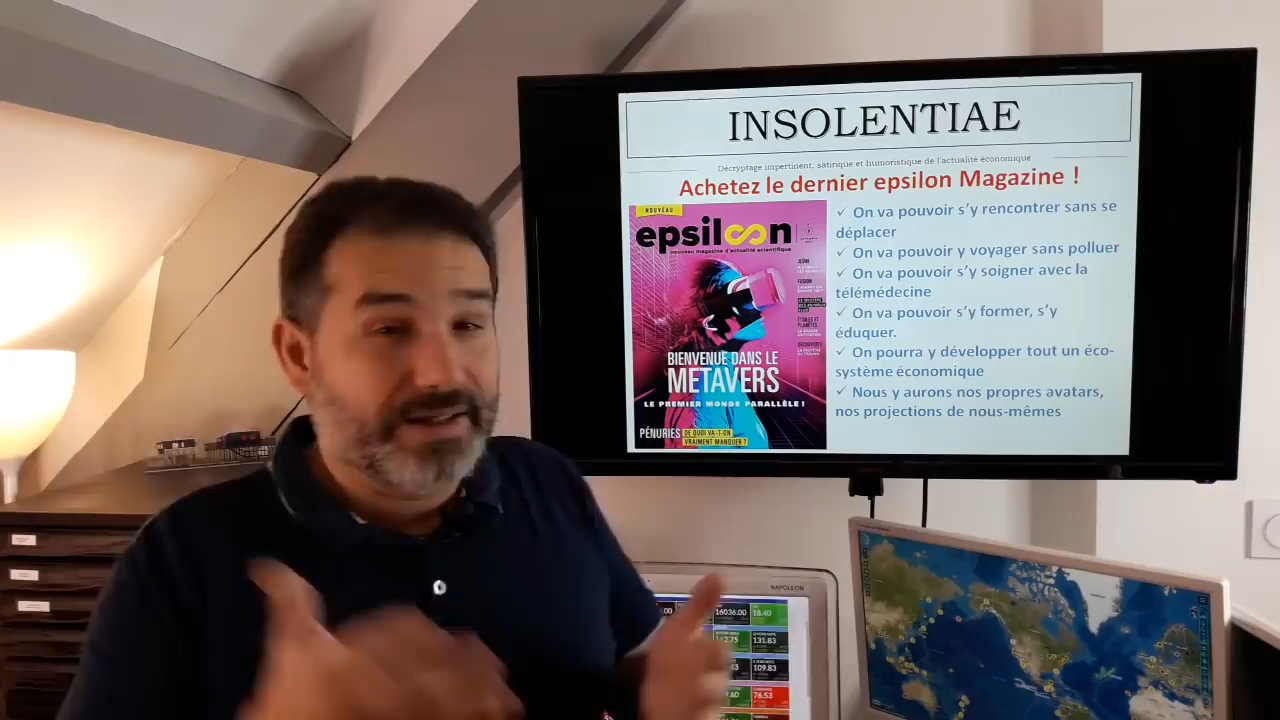 INSOLENTIAE
Décryptage impertinent, satirique et humoristique de l'actualité économique
Achetez le dernier epsilon Magazine !
NOUVEAU
epsiloon
nouveau magazine d'actualité scientifique
BIENVENUE DANS LE
METAVERS
LE PREMIER MONDE PARALLÈLE !
PÉNURIES DE QUOI VA-T-ON
VRAIMENT MANQUER ?
✓ On va pouvoir s'y rencontrer sans se
déplacer
✓ On va pouvoir y voyager sans polluer
✓ On va pouvoir s'y soigner avec la
télémédecine
✓ On va pouvoir s'y former, s'y
éduquer.
✓ On pourra y développer tout un éco-
système économique
✓ Nous y aurons nos propres avatars,
nos projections de nous-mêmes
NAPOLEON
16036.00 18.40
131.83
109.83
76.53